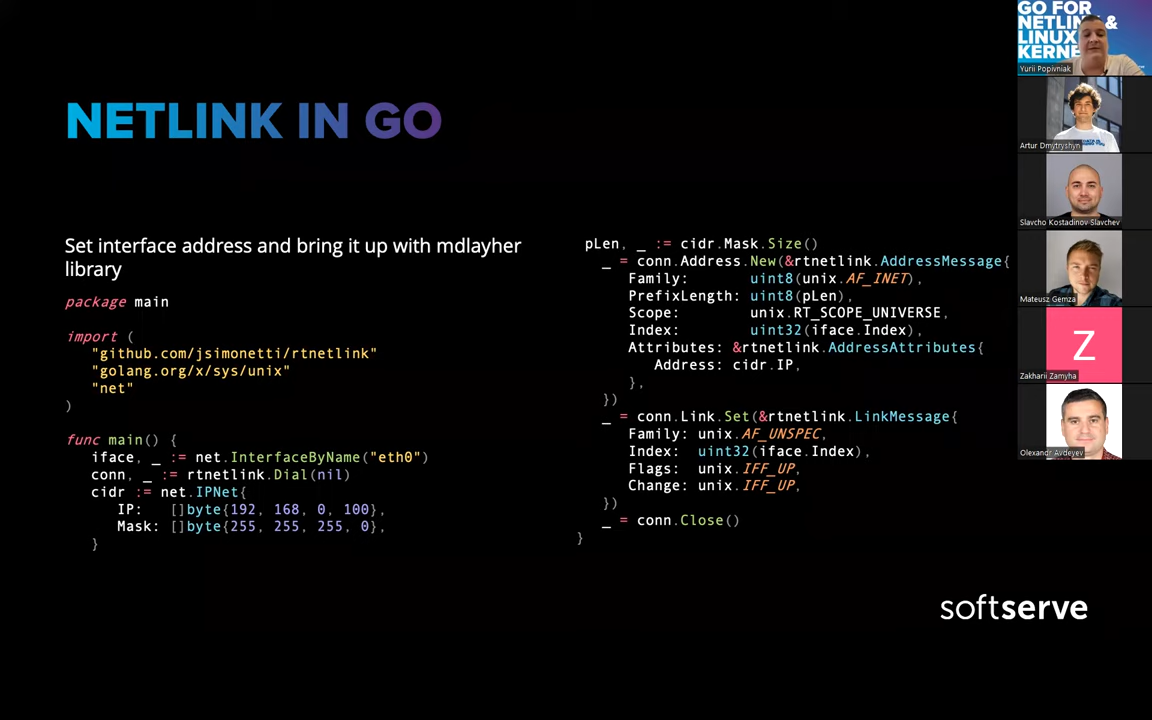 NETLINK IN GO
Set interface address and bring it up with mdlayher
library
package main
import (
"github.com/jsimonetti/rtnetlink"
"golang.org/x/sys/unix"
"net"
)
func main() {
iface, _ := net.InterfaceByName("eth0")
conn, _ := rtnetlink.Dial(nil)
cidr := net.IPNet{
IP: []byte{192, 168, 0, 100},
Mask: []byte{255, 255, 255, 0},
}
pLen, _ := cidr.Mask.Size()
_ = conn.Address.New(&rtnetlink.AddressMessage{
Family: uint8(unix.AF_INET),
PrefixLength: uint8(pLen),
Scope: unix.RT_SCOPE_UNIVERSE,
Index: uint32(iface.Index),
Attributes: &rtnetlink.AddressAttributes{
Address: cidr.IP,
},
})
_ = conn.Link.Set(&rtnetlink.LinkMessage{
Family: unix.AF_UNSPEC,
Index: uint32(iface.Index),
Flags: unix.IFF_UP,
Change: unix.IFF_UP,
})
_ = conn.Close()
}
softserve
GO FOR
&
LINUX
Yurii Popivniak
Artur Dmytryshyn
Slavcho Kostadinov Slavchev
Mateusz Gemza
Z
Zakharii Zamyha
Olexandr Avdeyev